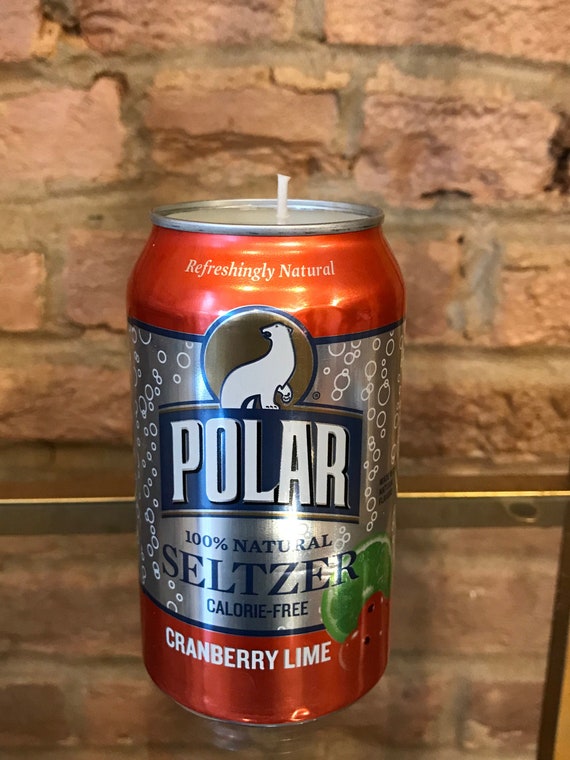 Refreshingly Natural
®
POLAR
100% NATURAL
SELTZER
CALORIE-FREE
CRANBERRY LIME